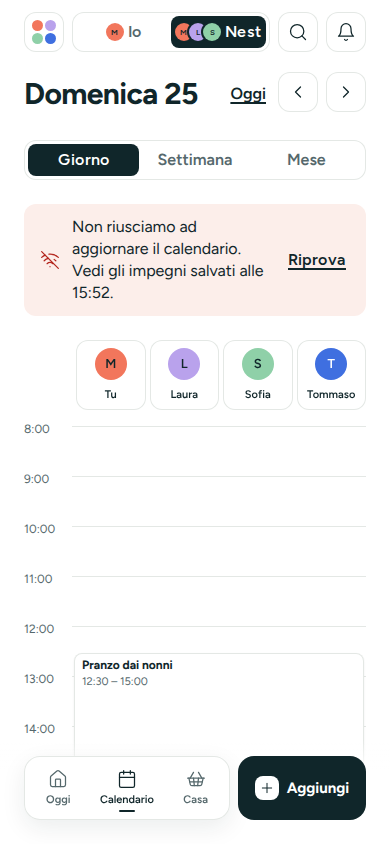 M Io M L S Nest
Domenica 25 Oggi
Giorno Settimana Mese
Non riusciamo ad
aggiornare il calendario.
Vedi gli impegni salvati alle
15:52.
Riprova
M L S T
Tu Laura Sofia Tommaso
8:00
9:00
10:00
11:00
12:00
Pranzo dai nonni
13:00 12:30 – 15:00
14:00
Oggi Calendario Casa
Aggiungi